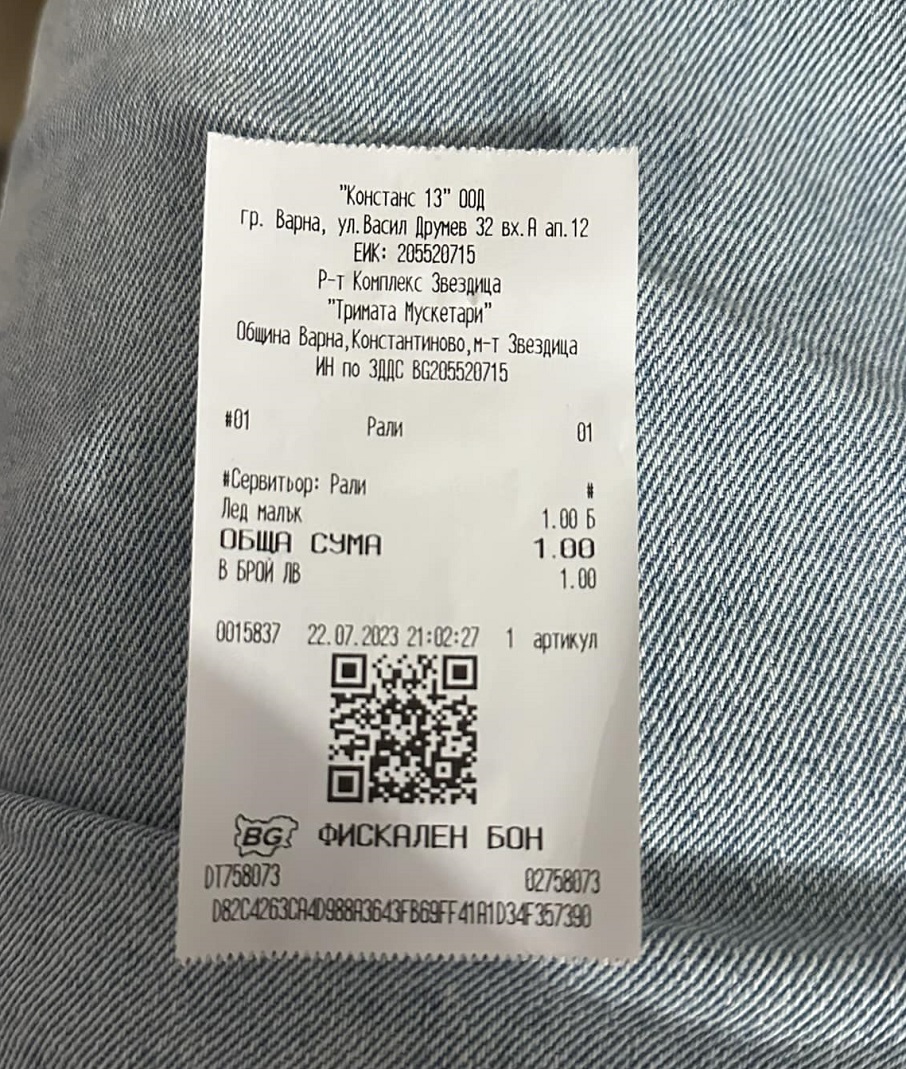 "Констанс 13" ООД
гр. Варна, ул.Васил Друмев 32 вх.А ап.12
ЕИК: 205520715
Р-т Комплекс Звездица
"Тримата Мускетари"
Община Варна,Константиново,м-т Звездица
ИН по ЗДДС BG205520715
#01 Рали 01
#Сервитьор: Рали #
Лед малък 1.00 Б
ОБЩА СУМА 1.00
В БРОЙ ЛВ 1.00
0015837 22.07.2023 21:02:27 1 артикул
BG ФИСКАЛЕН БОН
DT758073 02758073
D82C4263CA4D988A3643FB69FF41A1D34F357390